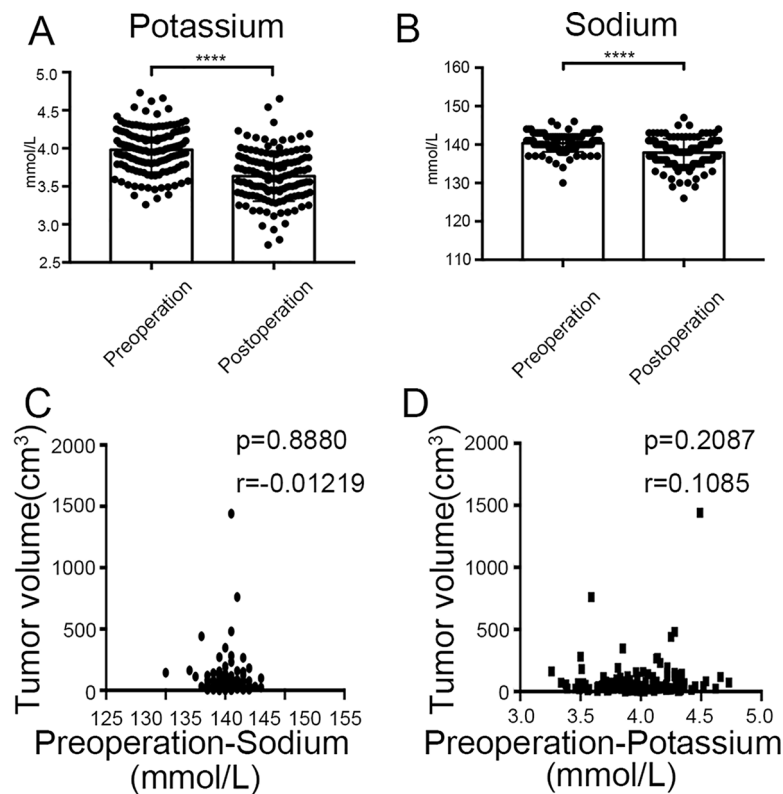 A
Potassium
****
5.0
4.5
4.0
3.5
3.0
2.5
mmol/L
Preoperation
Postoperation
B
Sodium
****
160
150
140
130
120
110
mmol/L
Preoperation
Postoperation
C
p=0.8880
r=-0.01219
2000
1500
1000
500
0
Tumor volume(cm³)
125 130 135 140 145 150 155
Preoperation-Sodium
(mmol/L)
D
p=0.2087
r=0.1085
2000
1500
1000
500
0
Tumor volume(cm³)
3.0 3.5 4.0 4.5 5.0
Preoperation-Potassium
(mmol/L)